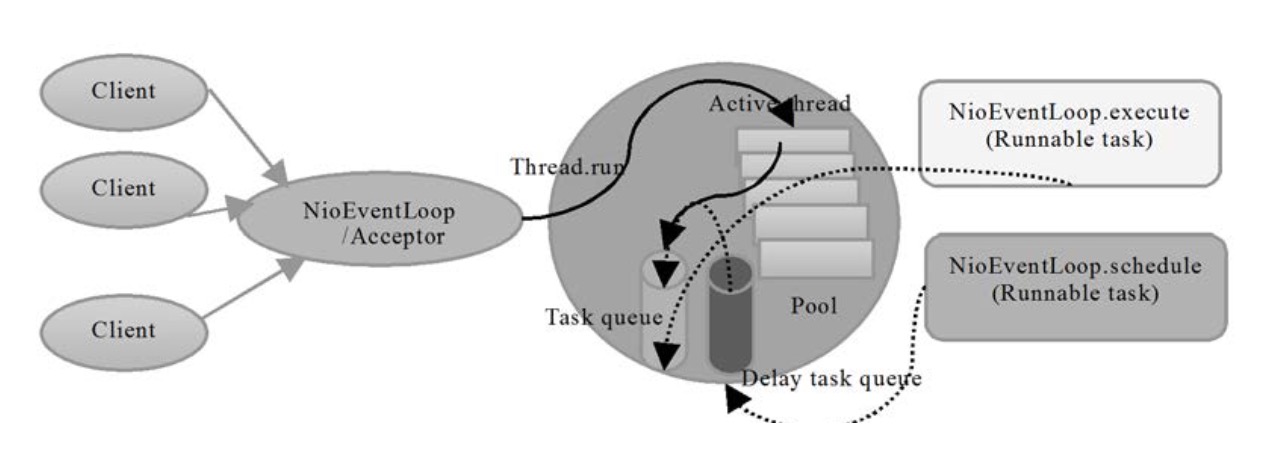 Client
Client
Client
NioEventLoop
/Acceptor
Thread.run
Active thread
Task queue
Pool
Delay task queue
NioEventLoop.execute
(Runnable task)
NioEventLoop.schedule
(Runnable task)